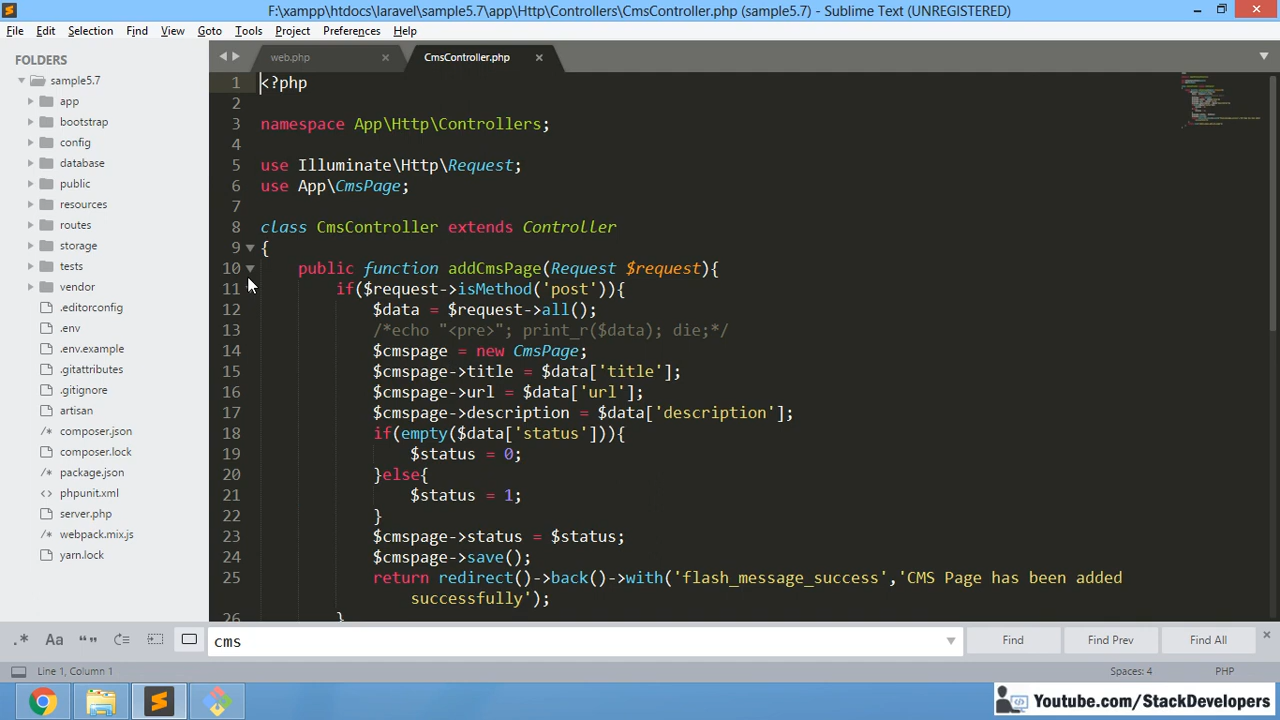 F:\xampp\htdocs\laravel\sample5.7\app\Http\Controllers\CmsController.php (sample5.7) - Sublime Text (UNREGISTERED)
File Edit Selection Find View Goto Tools Project Preferences Help
FOLDERS
sample5.7
app
bootstrap
config
database
public
resources
routes
storage
tests
vendor
.editorconfig
.env
.env.example
.gitattributes
.gitignore
artisan
composer.json
composer.lock
package.json
phpunit.xml
server.php
webpack.mix.js
yarn.lock
web.php CmsController.php
1 <?php
2
3 namespace App\Http\Controllers;
4
5 use Illuminate\Http\Request;
6 use App\CmsPage;
7
8 class CmsController extends Controller
9 {
10 public function addCmsPage(Request $request){
11 if($request->isMethod('post')){
12 $data = $request->all();
13 /*echo "<pre>"; print_r($data); die;*/
14 $cmspage = new CmsPage;
15 $cmspage->title = $data['title'];
16 $cmspage->url = $data['url'];
17 $cmspage->description = $data['description'];
18 if(empty($data['status'])){
19 $status = 0;
20 }else{
21 $status = 1;
22 }
23 $cmspage->status = $status;
24 $cmspage->save();
25 return redirect()->back()->with('flash_message_success','CMS Page has been added
successfully');
26 }
.* Aa “” cms Find Find Prev Find All
Line 1, Column 1 Spaces: 4 PHP
Youtube.com/StackDevelopers